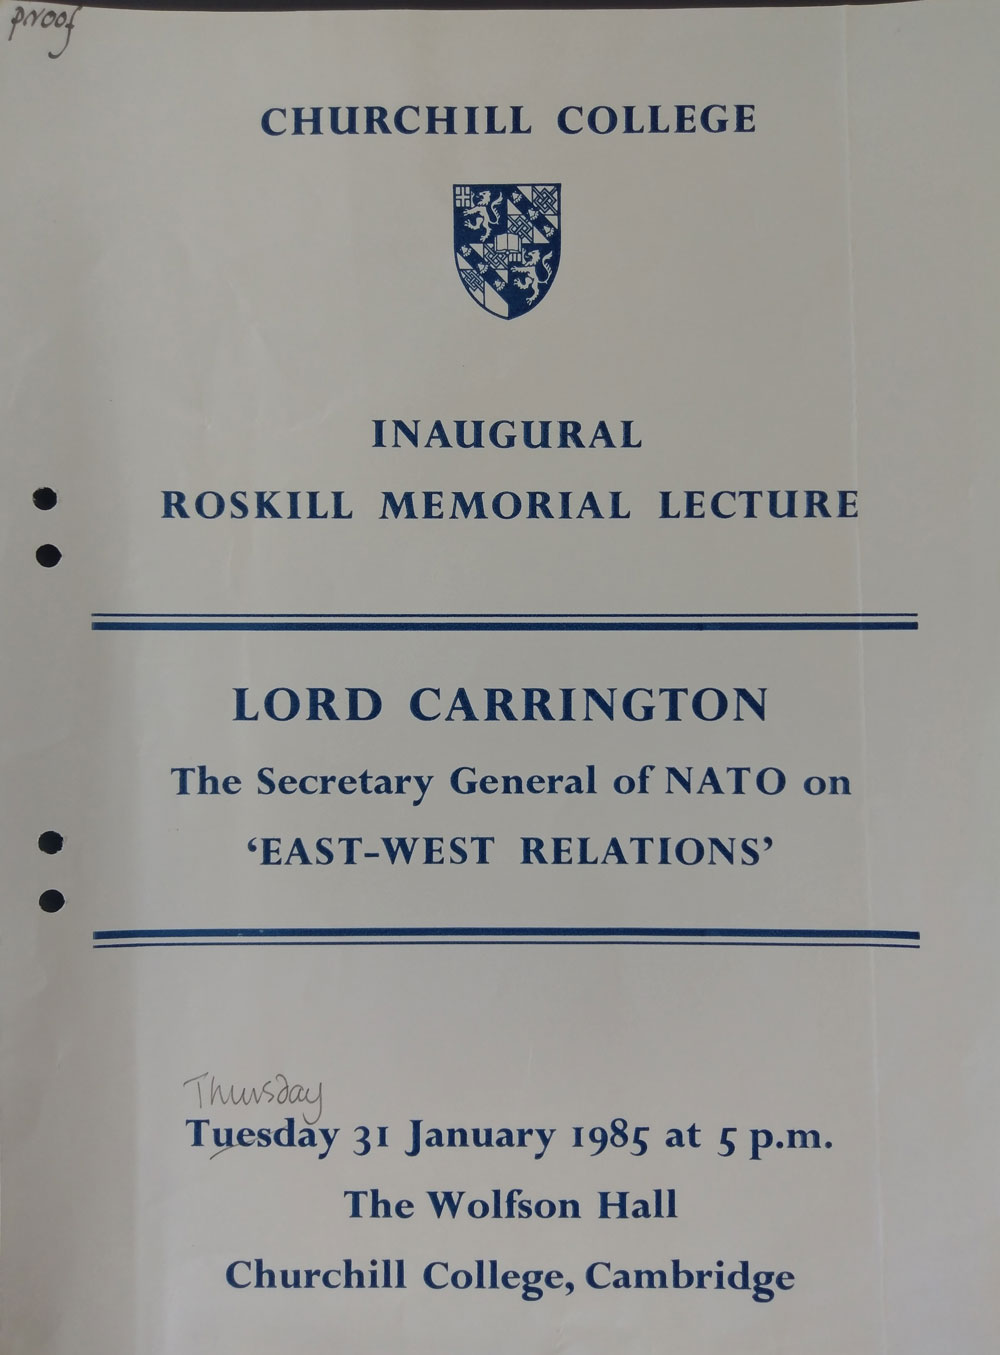 proof
CHURCHILL COLLEGE
INAUGURAL
ROSKILL MEMORIAL LECTURE
LORD CARRINGTON
The Secretary General of NATO on
‘EAST-WEST RELATIONS’
Thursday
Tuesday 31 January 1985 at 5 p.m.
The Wolfson Hall
Churchill College, Cambridge